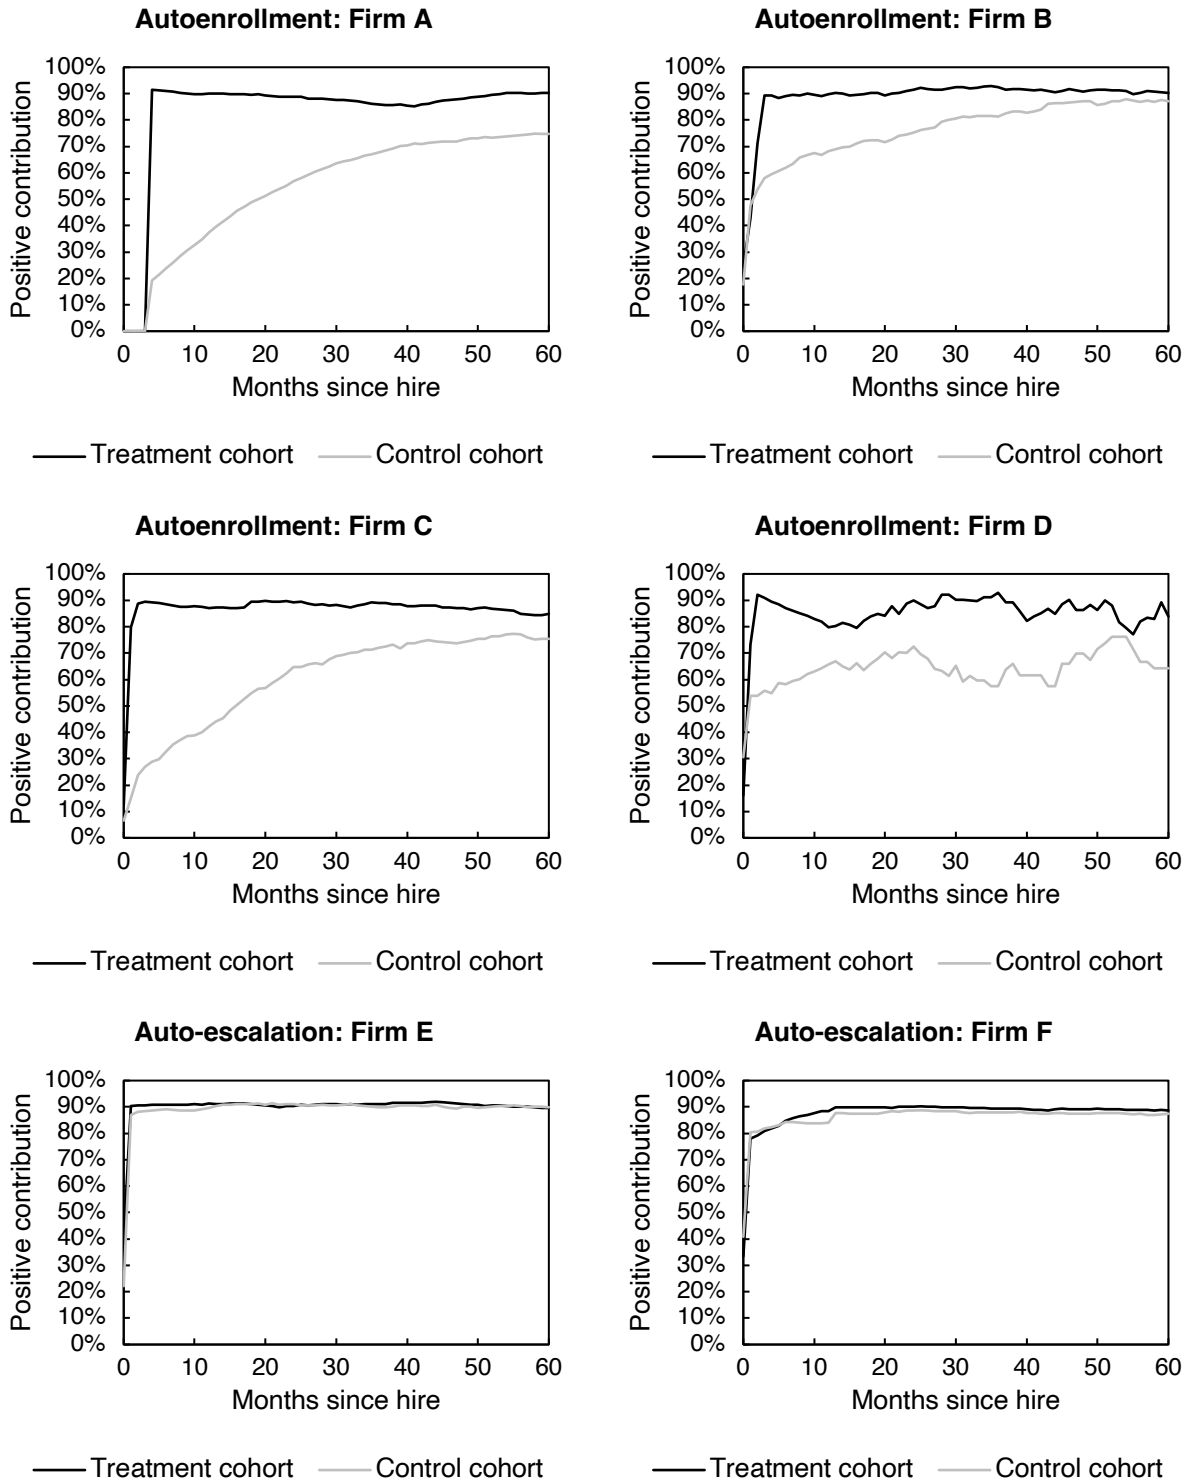 Autoenrollment: Firm A
Positive contribution
100%
90%
80%
70%
60%
50%
40%
30%
20%
10%
0%
0 10 20 30 40 50 60
Months since hire
Treatment cohort Control cohort
Autoenrollment: Firm B
Positive contribution
100%
90%
80%
70%
60%
50%
40%
30%
20%
10%
0%
0 10 20 30 40 50 60
Months since hire
Treatment cohort Control cohort
Autoenrollment: Firm C
Positive contribution
100%
90%
80%
70%
60%
50%
40%
30%
20%
10%
0%
0 10 20 30 40 50 60
Months since hire
Treatment cohort Control cohort
Autoenrollment: Firm D
Positive contribution
100%
90%
80%
70%
60%
50%
40%
30%
20%
10%
0%
0 10 20 30 40 50 60
Months since hire
Treatment cohort Control cohort
Auto-escalation: Firm E
Positive contribution
100%
90%
80%
70%
60%
50%
40%
30%
20%
10%
0%
0 10 20 30 40 50 60
Months since hire
Treatment cohort Control cohort
Auto-escalation: Firm F
Positive contribution
100%
90%
80%
70%
60%
50%
40%
30%
20%
10%
0%
0 10 20 30 40 50 60
Months since hire
Treatment cohort Control cohort